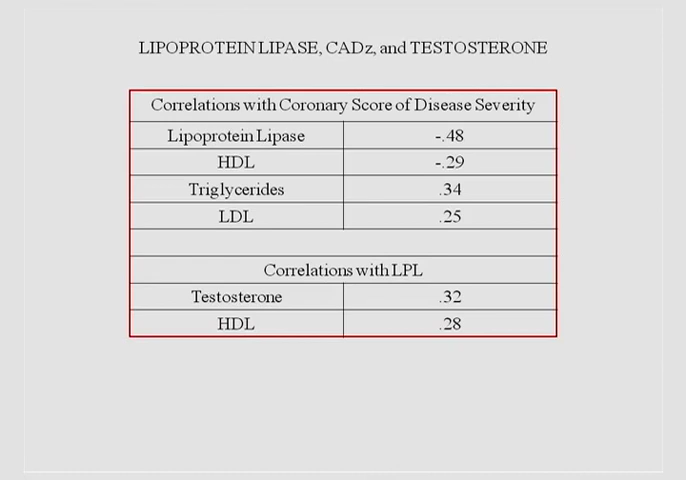 LIPOPROTEIN LIPASE, CADz, and TESTOSTERONE
Correlations with Coronary Score of Disease Severity
Lipoprotein Lipase -.48
HDL -.29
Triglycerides .34
LDL .25
Correlations with LPL
Testosterone .32
HDL .28